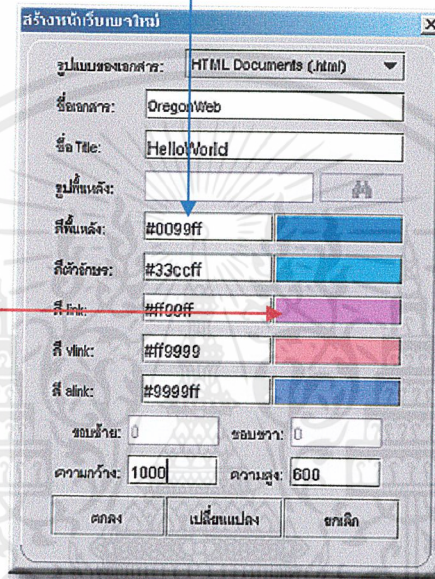 สร้างหน้าเว็บเพจใหม่
รูปแบบของเอกสาร: HTML Documents (.html)
ชื่อเอกสาร: OregonWeb
ชื่อ Title: HelloWorld
รูปพื้นหลัง:
สีพื้นหลัง: #0099ff
สีตัวอักษร: #33ccff
สี link: #ff00ff
สี vlink: #ff9999
สี alink: #9999ff
ขอบซ้าย: 0 ขอบขวา: 0
ความกว้าง: 1000 ความสูง: 600
ตกลง เปลี่ยนแปลง ยกเลิก